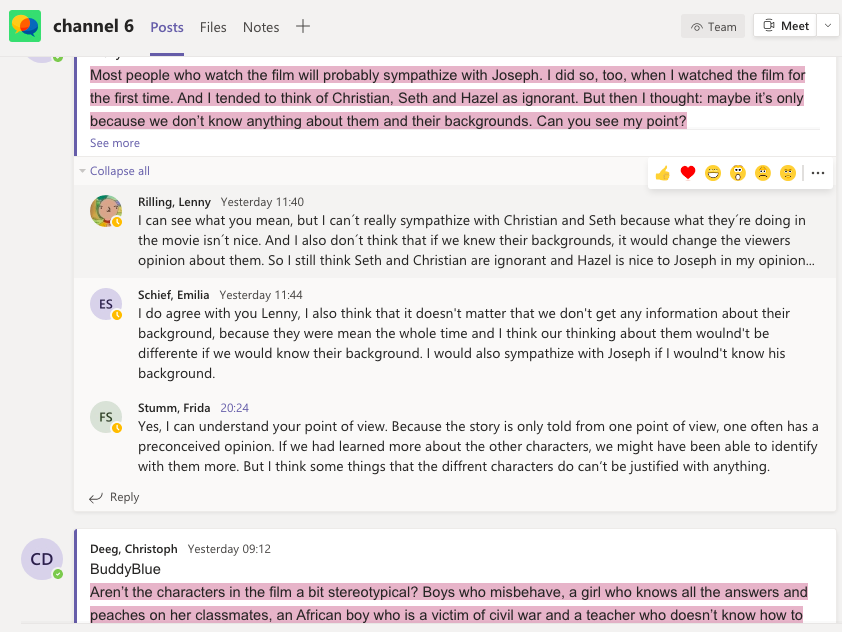 channel 6 Posts Files Notes Team Meet
Most people who watch the film will probably sympathize with Joseph. I did so, too, when I watched the film for
the first time. And I tended to think of Christian, Seth and Hazel as ignorant. But then I thought: maybe it's only
because we don't know anything about them and their backgrounds. Can you see my point?
See more
Collapse all
Rilling, Lenny Yesterday 11:40
I can see what you mean, but I can´t really sympathize with Christian and Seth because what they´re doing in
the movie isn´t nice. And I also don´t think that if we knew their backgrounds, it would change the viewers
opinion about them. So I still think Seth and Christian are ignorant and Hazel is nice to Joseph in my opinion...
ES
Schief, Emilia Yesterday 11:44
I do agree with you Lenny, I also think that it doesn't matter that we don't get any information about their
background, because they were mean the whole time and I think our thinking about them woulnd't be
differente if we would know their background. I would also sympathize with Joseph if I woulnd't know his
background.
FS
Stumm, Frida 20:24
Yes, I can understand your point of view. Because the story is only told from one point of view, one often has a
preconceived opinion. If we had learned more about the other characters, we might have been able to identify
with them more. But I think some things that the diffrent characters do can't be justified with anything.
Reply
CD
Deeg, Christoph Yesterday 09:12
BuddyBlue
Aren't the characters in the film a bit stereotypical? Boys who misbehave, a girl who knows all the answers and
peaches on her classmates, an African boy who is a victim of civil war and a teacher who doesn't know how to